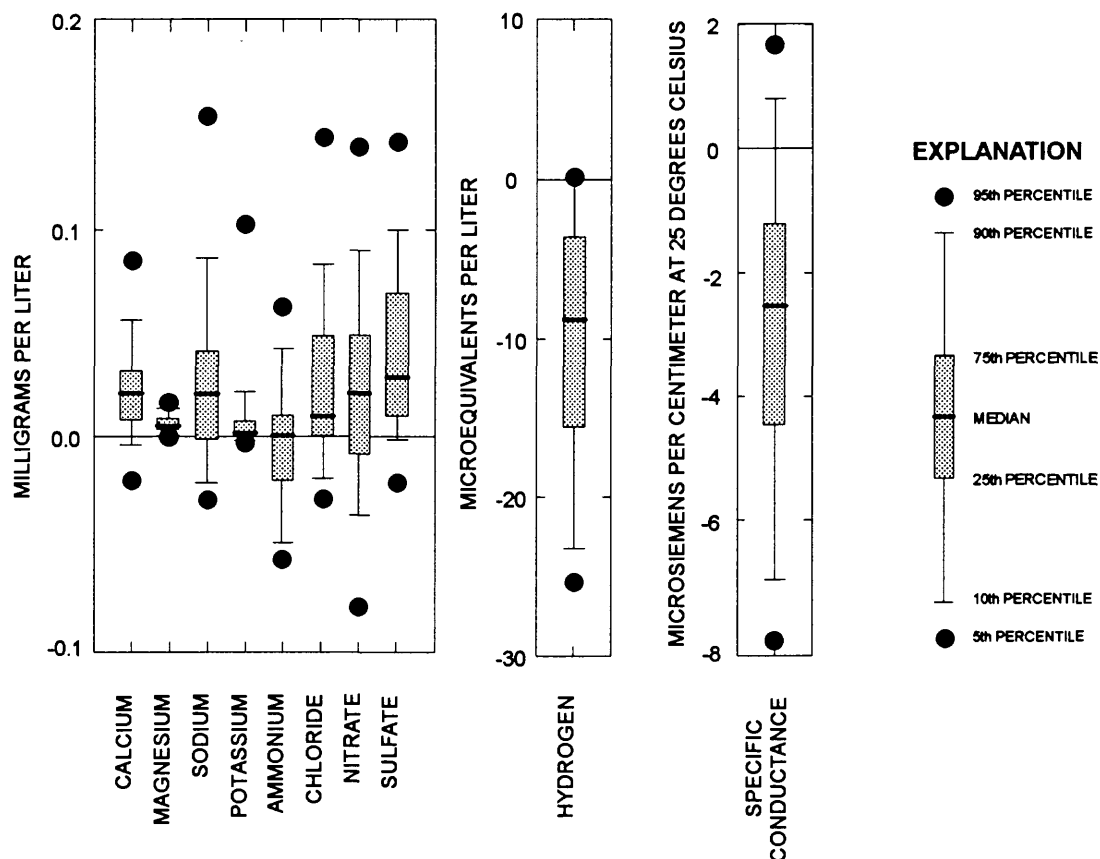 MILLIGRAMS PER LITER
0.2
0.1
0.0
-0.1
CALCIUM
MAGNESIUM
SODIUM
POTASSIUM
AMMONIUM
CHLORIDE
NITRATE
SULFATE
MICROEQUIVALENTS PER LITER
10
0
-10
-20
-30
HYDROGEN
MICROSIEMENS PER CENTIMETER AT 25 DEGREES CELSIUS
2
0
-2
-4
-6
-8
SPECIFIC
CONDUCTANCE
EXPLANATION
95th PERCENTILE
90th PERCENTILE
75th PERCENTILE
MEDIAN
25th PERCENTILE
10th PERCENTILE
5th PERCENTILE